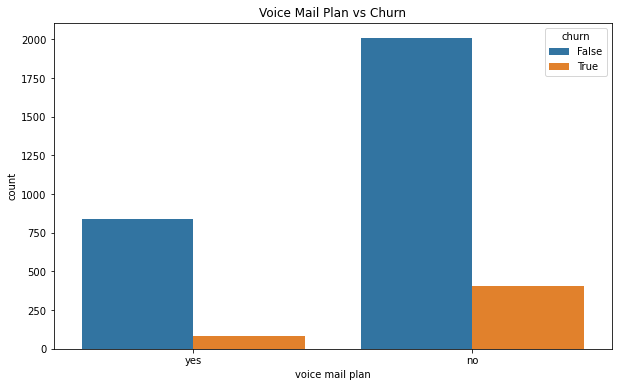 Voice Mail Plan vs Churn
churn
False
True
count
2000
1750
1500
1250
1000
750
500
250
0
yes no
voice mail plan